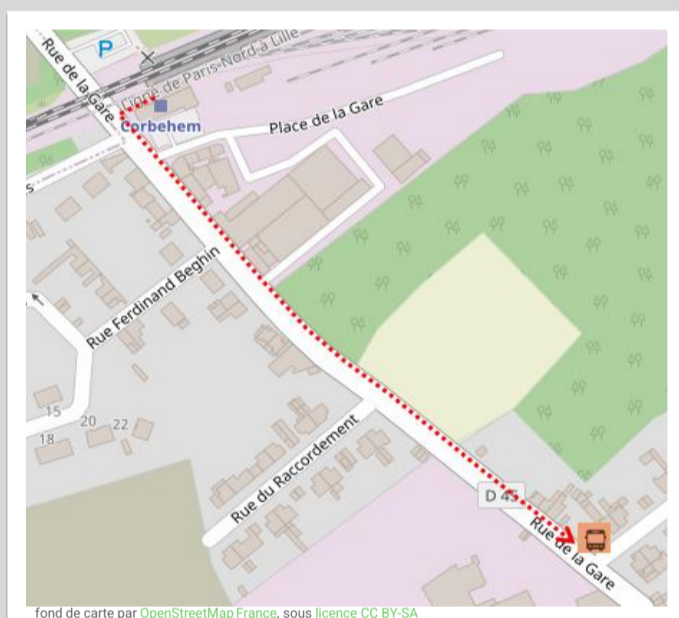 P
Rue de la Gare
Ligne de Paris-Nord à Lille
Corbehem
Place de la Gare
s
Rue Ferdinand Beghin
15
20
22
18
Rue du Raccordement
D 45
Rue de la Gare
fond de carte par OpenStreetMap France, sous licence CC BY-SA